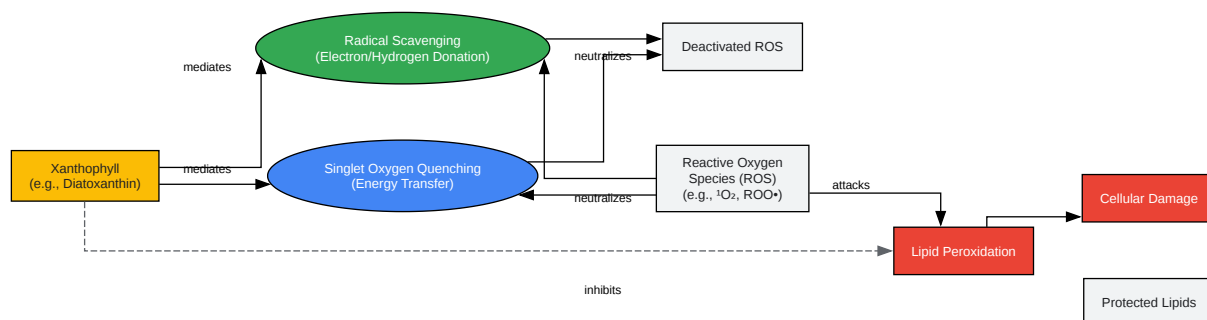 Radical Scavenging
(Electron/Hydrogen Donation)
Deactivated ROS
mediates
neutralizes
Xanthophyll
(e.g., Diatoxanthin)
mediates
Singlet Oxygen Quenching
(Energy Transfer)
Reactive Oxygen
Species (ROS)
(e.g., ¹O₂, ROO•)
neutralizes
attacks
Cellular Damage
Lipid Peroxidation
inhibits
Protected Lipids